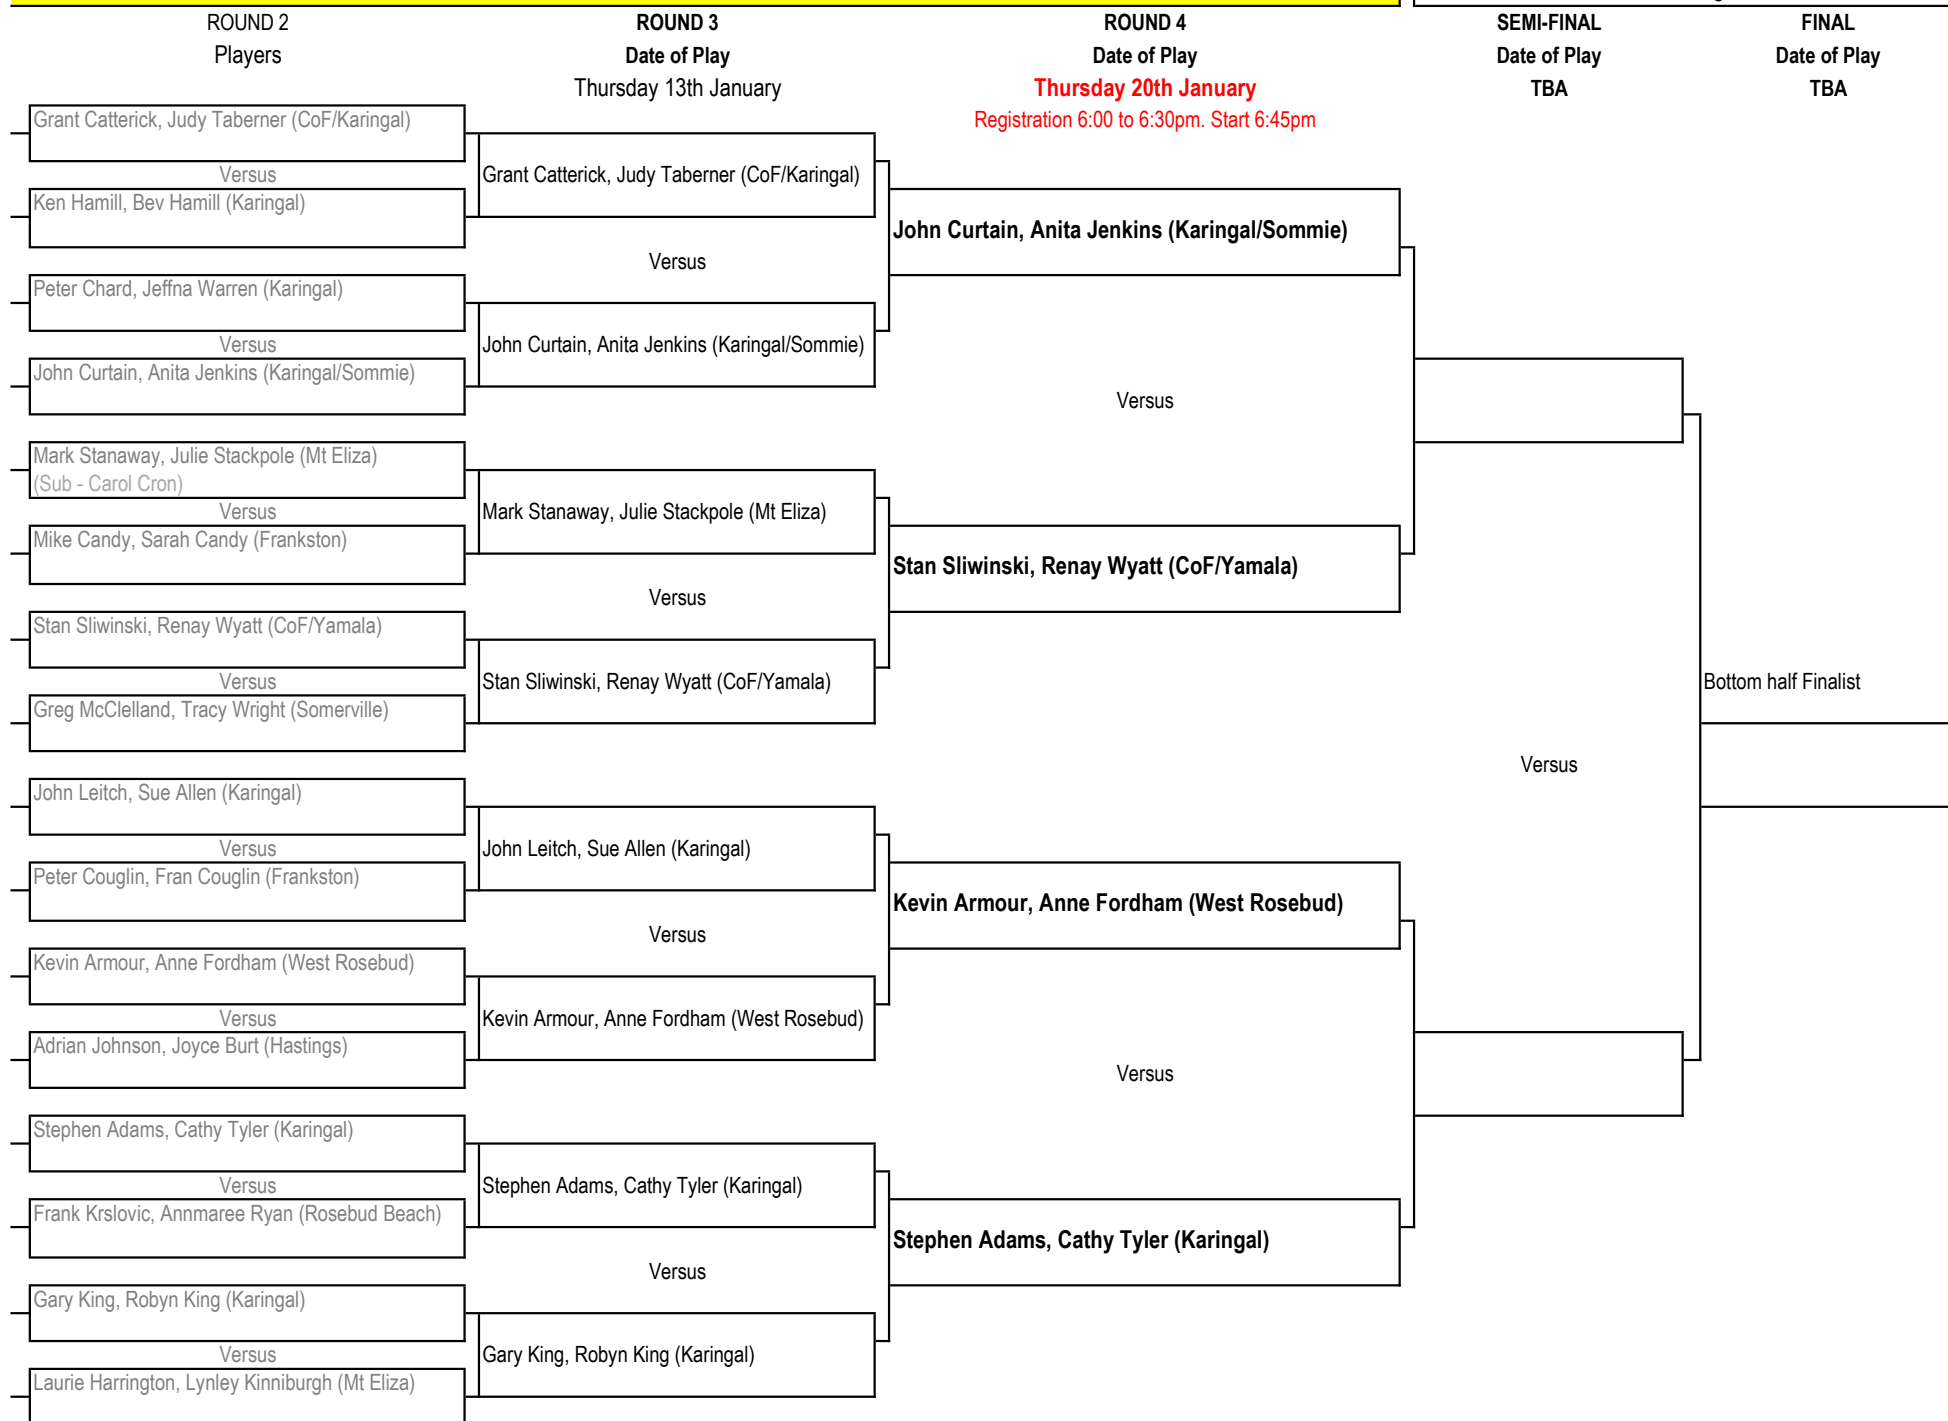 ROUND 2
Players
ROUND 3
Date of Play
Thursday 13th January
ROUND 4
Date of Play
Thursday 20th January
Registration 6:00 to 6:30pm. Start 6:45pm
SEMI-FINAL
Date of Play
TBA
FINAL
Date of Play
TBA
Grant Catterick, Judy Taberner (CoF/Karingal)
Versus
Ken Hamill, Bev Hamill (Karingal)
Peter Chard, Jeffna Warren (Karingal)
Versus
John Curtain, Anita Jenkins (Karingal/Sommie)
Mark Stanaway, Julie Stackpole (Mt Eliza)
(Sub - Carol Cron)
Versus
Mike Candy, Sarah Candy (Frankston)
Stan Sliwinski, Renay Wyatt (CoF/Yamala)
Versus
Greg McClelland, Tracy Wright (Somerville)
John Leitch, Sue Allen (Karingal)
Versus
Peter Couglin, Fran Couglin (Frankston)
Kevin Armour, Anne Fordham (West Rosebud)
Versus
Adrian Johnson, Joyce Burt (Hastings)
Stephen Adams, Cathy Tyler (Karingal)
Versus
Frank Krslovic, Annmaree Ryan (Rosebud Beach)
Gary King, Robyn King (Karingal)
Versus
Laurie Harrington, Lynley Kinniburgh (Mt Eliza)
Grant Catterick, Judy Taberner (CoF/Karingal)
Versus
John Curtain, Anita Jenkins (Karingal/Sommie)
Mark Stanaway, Julie Stackpole (Mt Eliza)
Versus
Stan Sliwinski, Renay Wyatt (CoF/Yamala)
John Leitch, Sue Allen (Karingal)
Versus
Kevin Armour, Anne Fordham (West Rosebud)
Stephen Adams, Cathy Tyler (Karingal)
Versus
Gary King, Robyn King (Karingal)
John Curtain, Anita Jenkins (Karingal/Sommie)
Versus
Stan Sliwinski, Renay Wyatt (CoF/Yamala)
Kevin Armour, Anne Fordham (West Rosebud)
Versus
Stephen Adams, Cathy Tyler (Karingal)
Versus
Bottom half Finalist